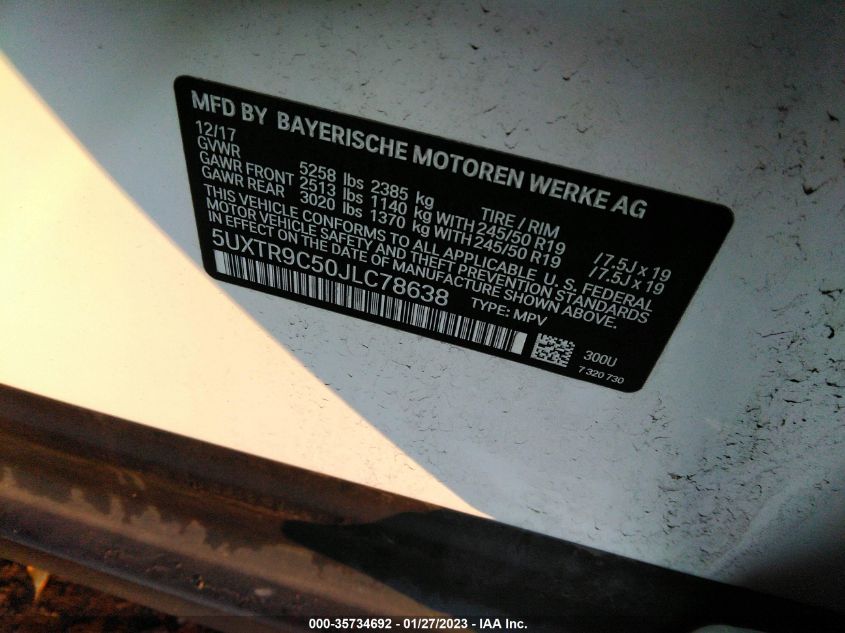 MFD BY BAYERISCHE MOTOREN WERKE AG
12/17
GVWR 5258 lbs 2385 kg TIRE / RIM
GAWR FRONT 2513 lbs 1140 kg WITH 245/50 R19 / 7.5J x 19
GAWR REAR 3020 lbs 1370 kg WITH 245/50 R19 / 7.5J x 19
THIS VEHICLE CONFORMS TO ALL APPLICABLE U. S. FEDERAL
MOTOR VEHICLE SAFETY AND THEFT PREVENTION STANDARDS
IN EFFECT ON THE DATE OF MANUFACTURE SHOWN ABOVE.
5UXTR9C50JLC78638 TYPE: MPV
300U
7 320 730
000-35734692 - 01/27/2023 - IAA Inc.